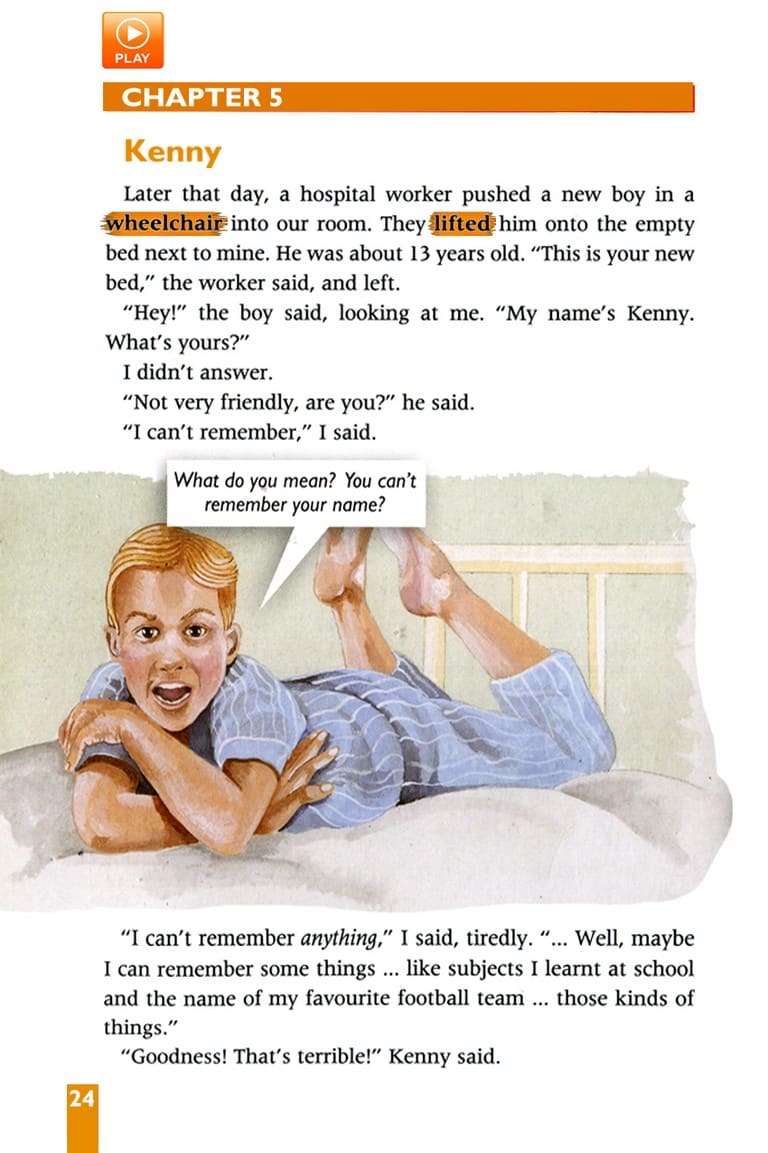 PLAY
CHAPTER 5
Kenny
Later that day, a hospital worker pushed a new boy in a
wheelchair into our room. They lifted him onto the empty
bed next to mine. He was about 13 years old. “This is your new
bed,” the worker said, and left.
“Hey!” the boy said, looking at me. “My name’s Kenny.
What’s yours?”
I didn’t answer.
“Not very friendly, are you?” he said.
“I can’t remember,” I said.
What do you mean? You can’t
remember your name?
“I can’t remember anything,” I said, tiredly. “... Well, maybe
I can remember some things ... like subjects I learnt at school
and the name of my favourite football team ... those kinds of
things.”
“Goodness! That’s terrible!” Kenny said.
24